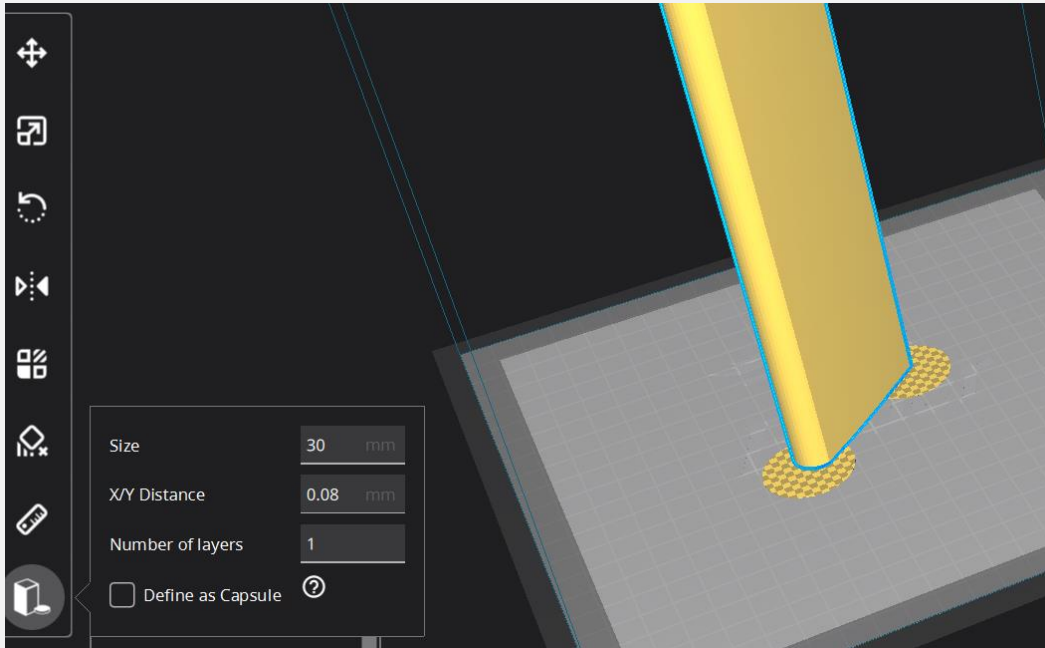 Size 30 mm
X/Y Distance 0.08 mm
Number of layers 1
Define as Capsule ?